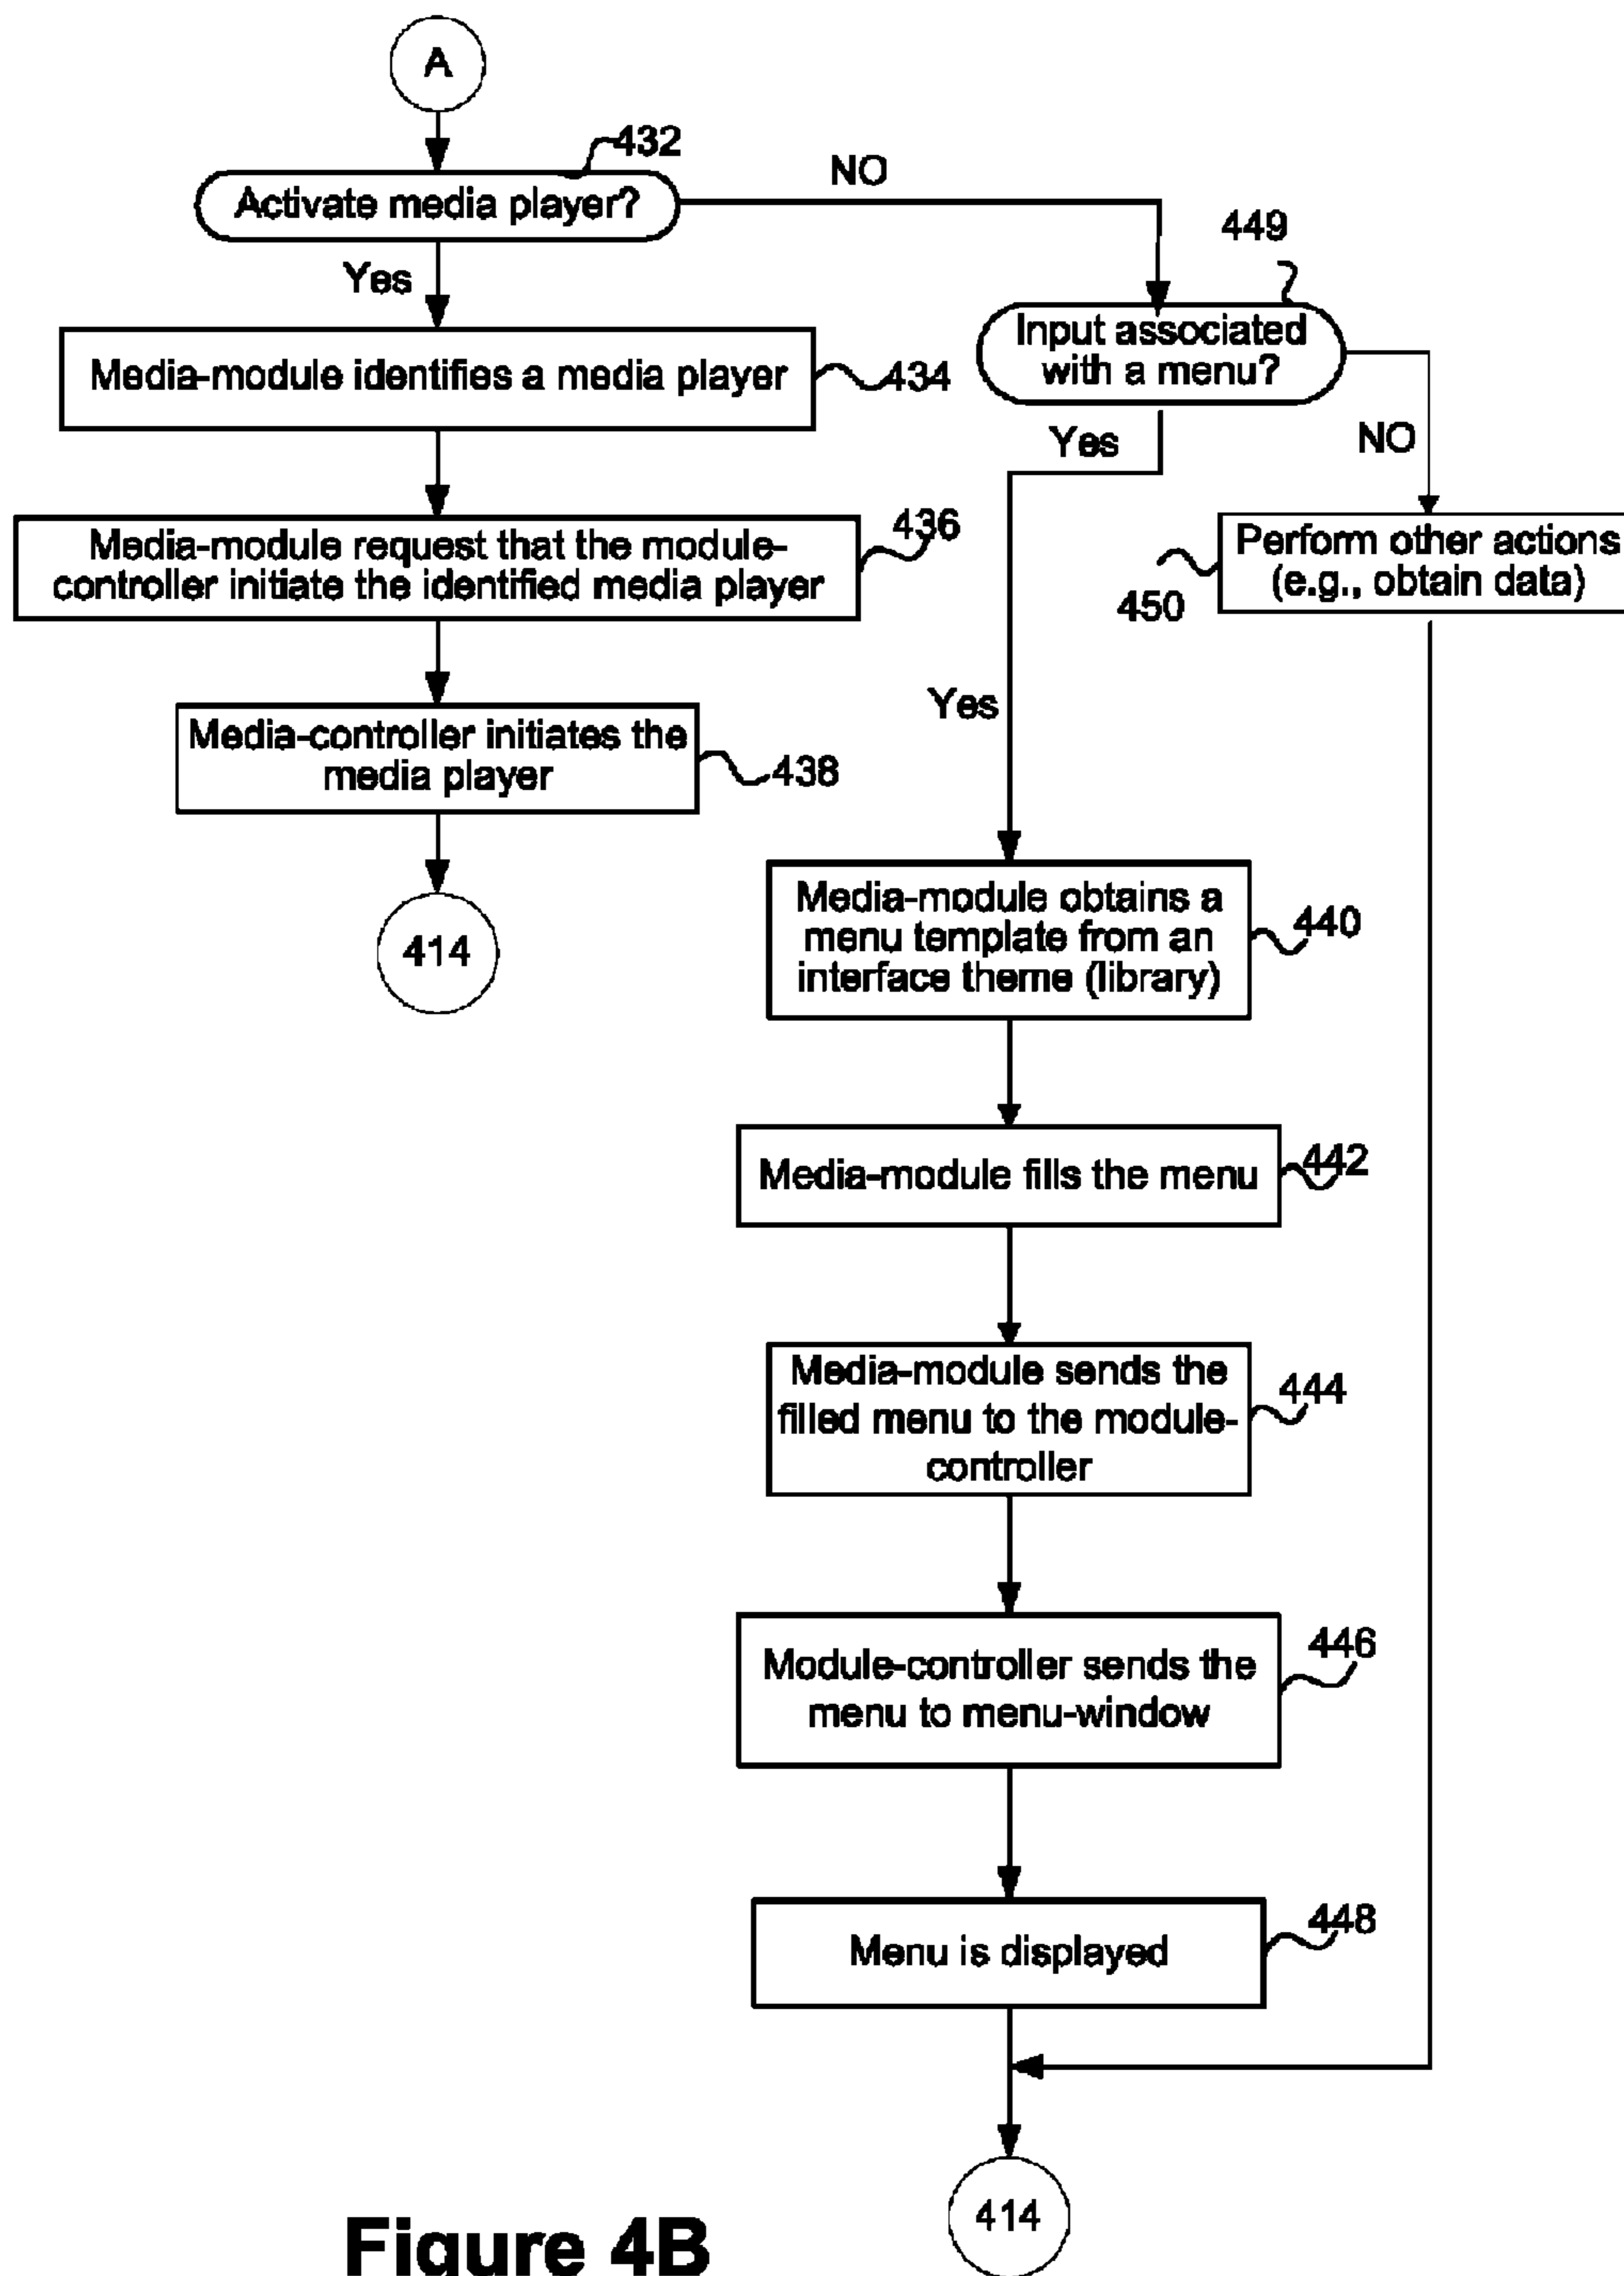 A
432
Activate media player?
NO
Yes
449
Input associated
with a menu?
Media-module identifies a media player
434
Yes
NO
Media-module request that the module-
controller initiate the identified media player
436
Perform other actions
(e.g., obtain data)
450
Yes
Media-controller initiates the
media player
438
414
Media-module obtains a
menu template from an
interface theme (library)
440
Media-module fills the menu
442
Media-module sends the
filled menu to the module-
controller
444
Module-controller sends the
menu to menu-window
446
Menu is displayed
448
414
Figure 4B